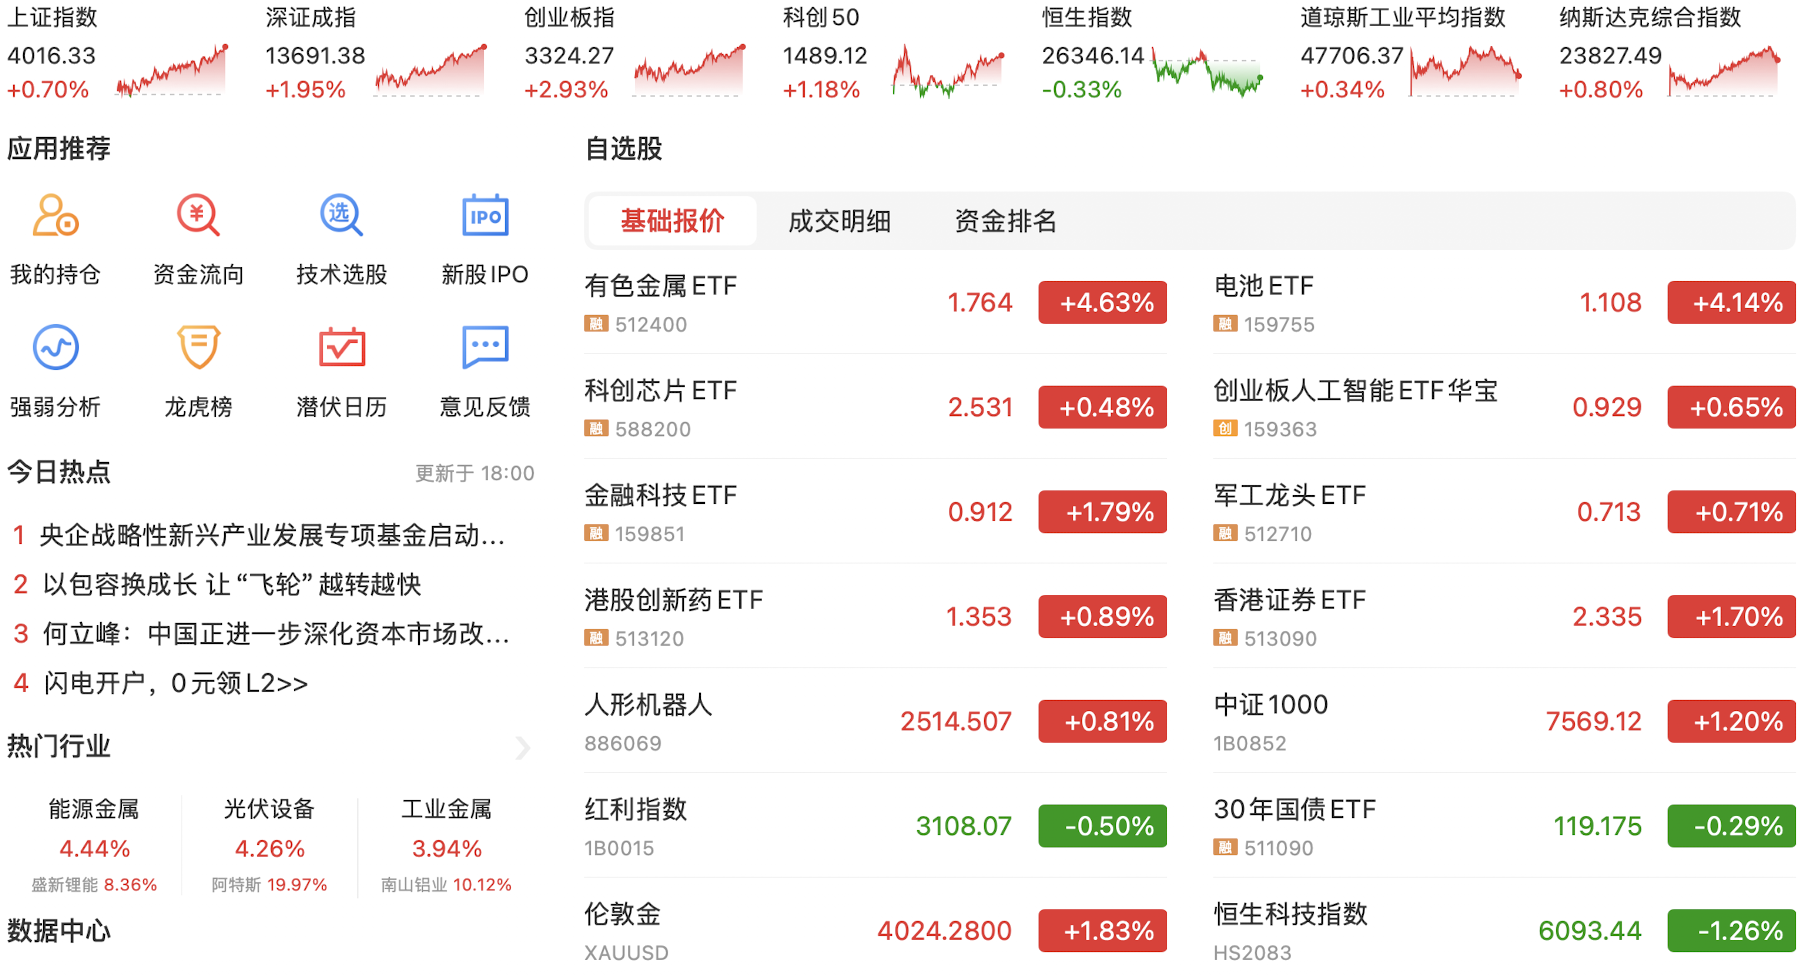 上证指数
4016.33
+0.70%
深证成指
13691.38
+1.95%
创业板指
3324.27
+2.93%
科创50
1489.12
+1.18%
恒生指数
26346.14
-0.33%
道琼斯工业平均指数
47706.37
+0.34%
纳斯达克综合指数
23827.49
+0.80%
应用推荐
¥
选
IPO
我的持仓
资金流向
技术选股
新股IPO
强弱分析
龙虎榜
潜伏日历
意见反馈
今日热点
更新于 18:00
1 央企战略性新兴产业发展专项基金启动...
2 以包容换成长 让“飞轮”越转越快
3 何立峰：中国正进一步深化资本市场改...
4 闪电开户，0元领L2>>
热门行业
能源金属
4.44%
盛新锂能 8.36%
光伏设备
4.26%
阿特斯 19.97%
工业金属
3.94%
南山铝业 10.12%
数据中心
自选股
基础报价 成交明细 资金排名
有色金属ETF
融 512400
1.764
+4.63%
电池ETF
融 159755
1.108
+4.14%
科创芯片ETF
融 588200
2.531
+0.48%
创业板人工智能ETF华宝
创 159363
0.929
+0.65%
金融科技ETF
融 159851
0.912
+1.79%
军工龙头ETF
融 512710
0.713
+0.71%
港股创新药ETF
融 513120
1.353
+0.89%
香港证券ETF
融 513090
2.335
+1.70%
人形机器人
886069
2514.507
+0.81%
中证1000
1B0852
7569.12
+1.20%
红利指数
1B0015
3108.07
-0.50%
30年国债ETF
融 511090
119.175
-0.29%
伦敦金
XAUUSD
4024.2800
+1.83%
恒生科技指数
HS2083
6093.44
-1.26%